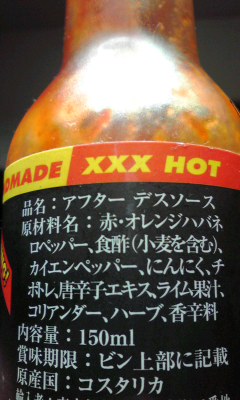 DMADE XXX HOT
品名：アフター デスソース
原材料名：赤・オレンジハバネ
ロペッパー、食酢(小麦を含む)、
カイエンペッパー、にんにく、チ
ポトレ、唐辛子エキス、ライム果汁、
コリアンダー、ハーブ、香辛料
内容量：150ml
賞味期限：ビン上部に記載
原産国：コスタリカ